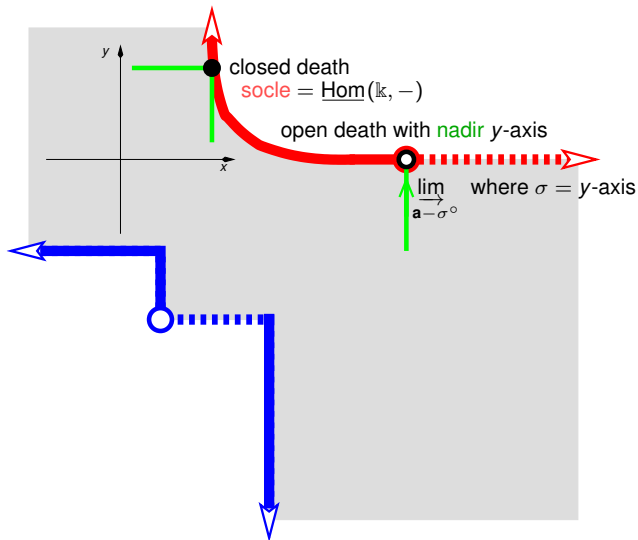 y
closed death
socle = Hom(𝕜, −)
open death with nadir y-axis
x
lim where σ = y-axis
a−σ°